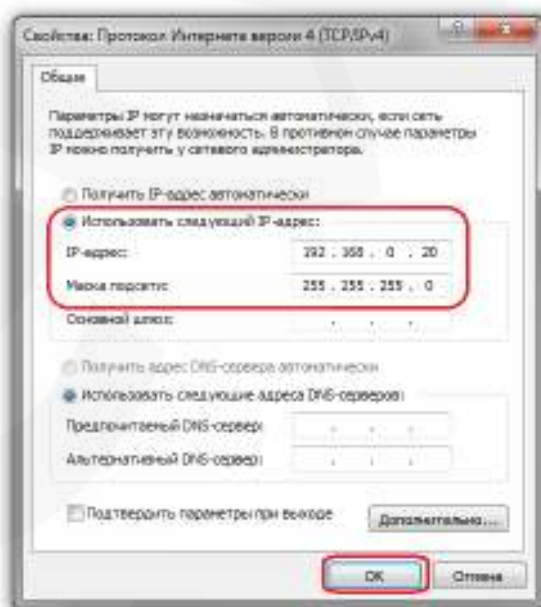 Свойства: Протокол Интернета версии 4 (TCP/IPv4)
Общие
Параметры IP могут назначаться автоматически, если сеть
поддерживает эту возможность. В противном случае параметры
IP можно получить у сетевого администратора.
Получить IP-адрес автоматически
Использовать следующий IP-адрес:
IP-адрес: 192 . 168 . 0 . 20
Маска подсети: 255 . 255 . 255 . 0
Основной шлюз: . . .
Получить адрес DNS-сервера автоматически
Использовать следующие адреса DNS-серверов:
Предпочитаемый DNS-сервер: . . .
Альтернативный DNS-сервер: . . .
Подтвердить параметры при выходе
Дополнительно...
OK Отмена